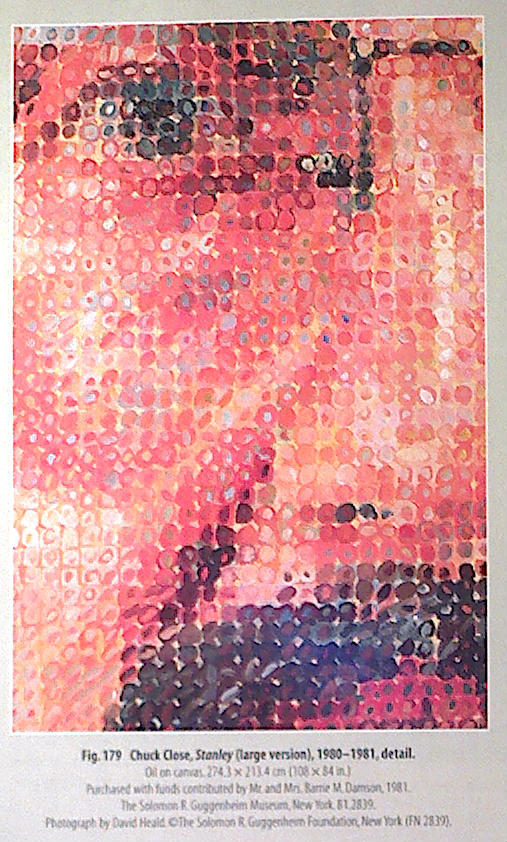 Fig. 179 Chuck Close, Stanley (large version), 1980–1981, detail.
Oil on canvas, 274.3 × 213.4 cm (108 × 84 in.)
Purchased with funds contributed by Mr. and Mrs. Barrie M. Damson, 1981.
The Solomon R. Guggenheim Museum, New York. 81.2839.
Photograph by David Heald. ©The Solomon R. Guggenheim Foundation, New York (FN 2839).